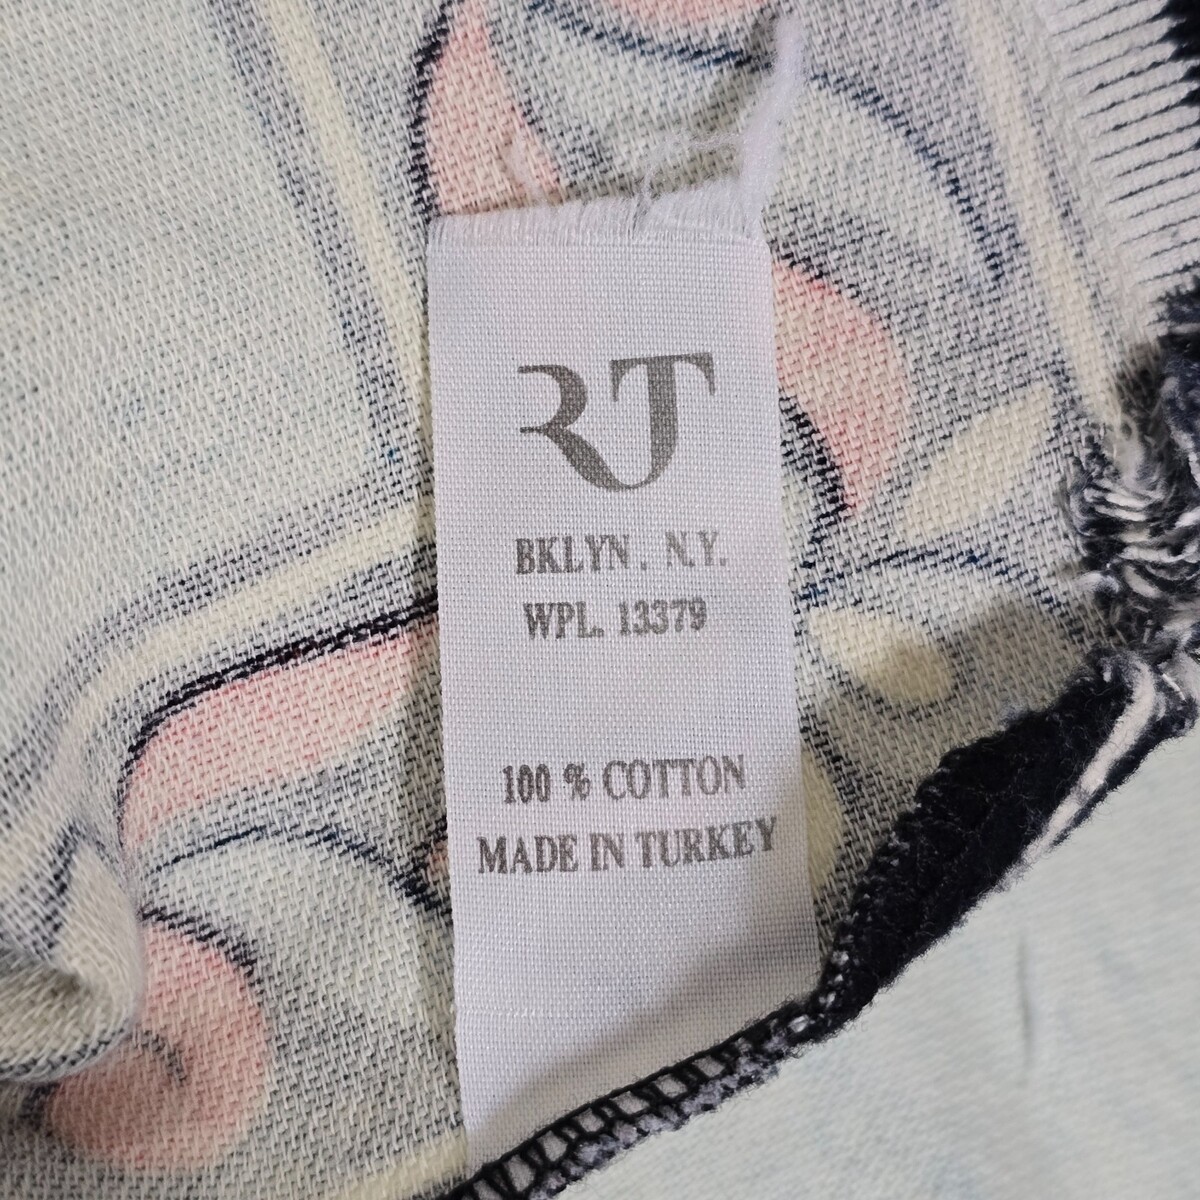 RT
BKLYN. N.Y.
WPL. 13379
100 % COTTON
MADE IN TURKEY